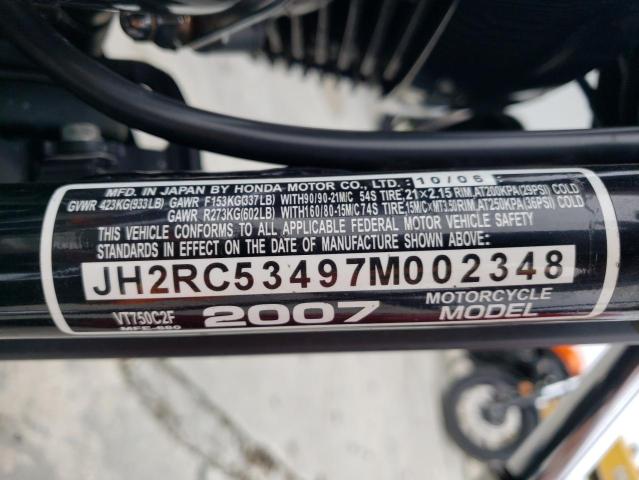 MFD. IN JAPAN BY HONDA MOTOR CO., LTD.: 10/06
GVWR 423KG(933LB) GAWR F153KG(337LB) WITH90/90-21M/C 54S TIRE,21×2.15 RIM,AT200KPA(29PSI) COLD
GAWR R273KG(602LB) WITH160/80-15M/C74S TIRE,15M/C×MT3.50RIM,AT250KPA(36PSI) COLD
THIS VEHICLE CONFORMS TO ALL APPLICABLE FEDERAL MOTOR VEHICLE SAFETY
STANDARDS IN EFFECT ON THE DATE OF MANUFACTURE SHOWN ABOVE:
JH2RC53497M002348
VT750C2F 2007 MOTORCYCLE
MFE-680 MODEL